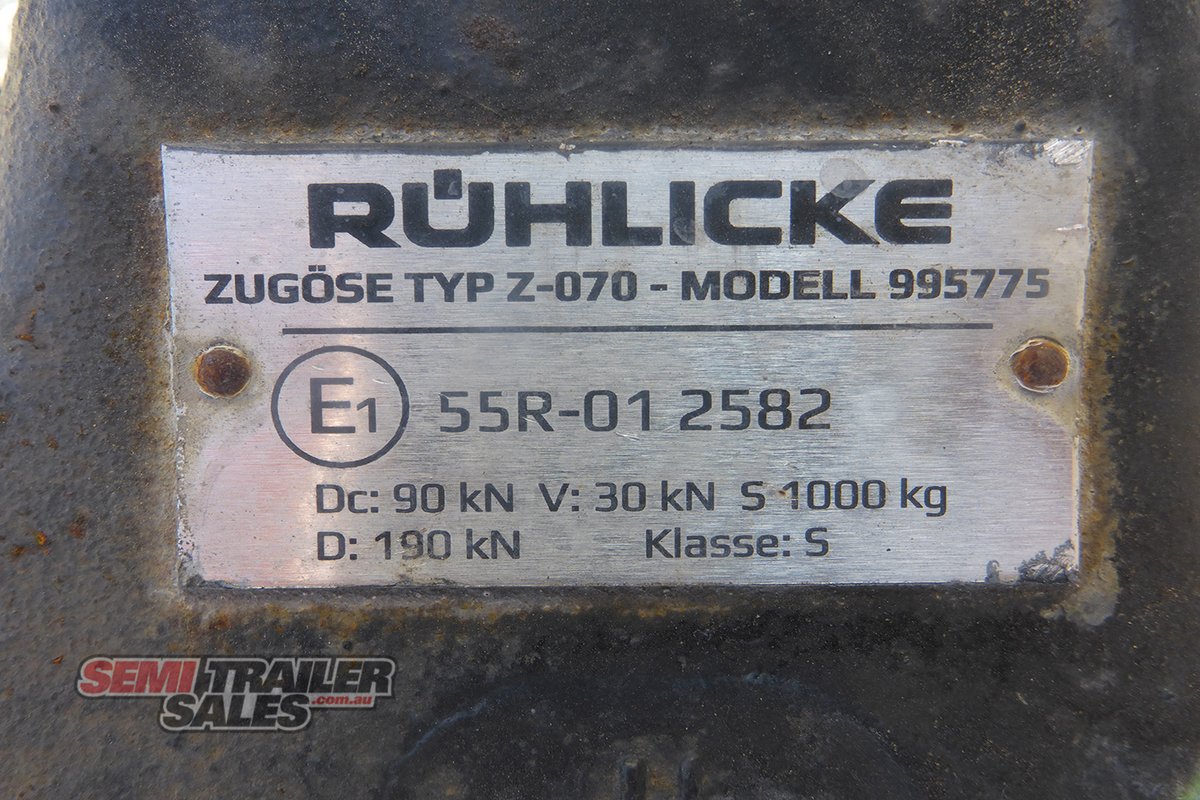 RÜHLICKE
ZUGÖSE TYP Z-070 - MODELL 995775
E1 55R-01 2582
Dc: 90 kN V: 30 kN S 1000 kg
D: 190 kN Klasse: S
SEMI TRAILER
SALES .com.au